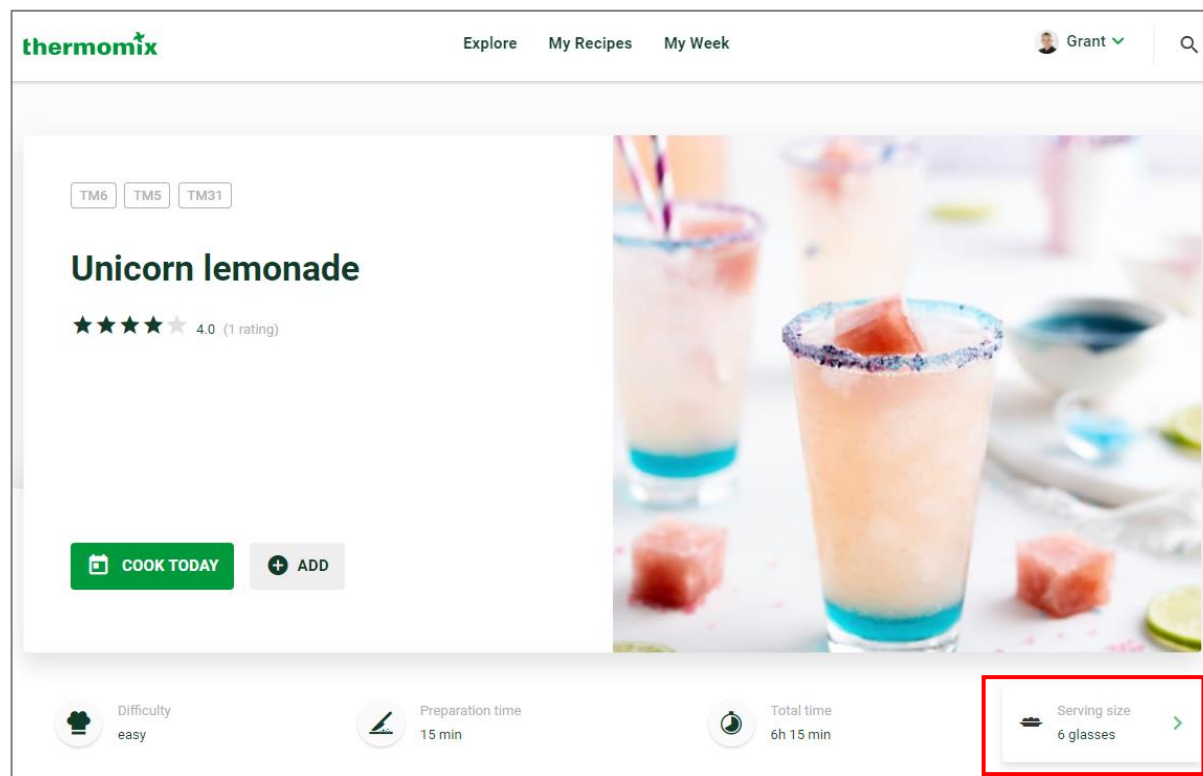 thermomix
Explore My Recipes My Week
Grant
TM6 TM5 TM31
Unicorn lemonade
4.0 (1 rating)
COOK TODAY
ADD
Difficulty
easy
Preparation time
15 min
Total time
6h 15 min
Serving size
6 glasses